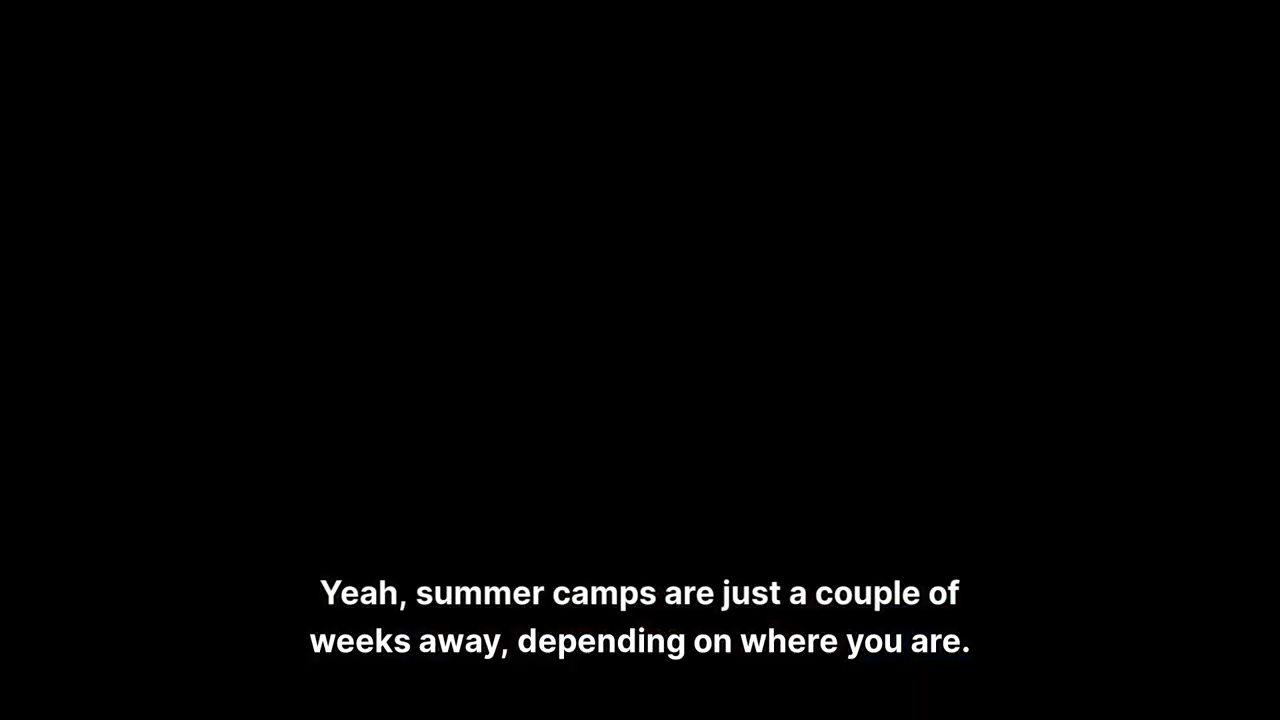 Yeah, summer camps are just a couple of
weeks away, depending on where you are.